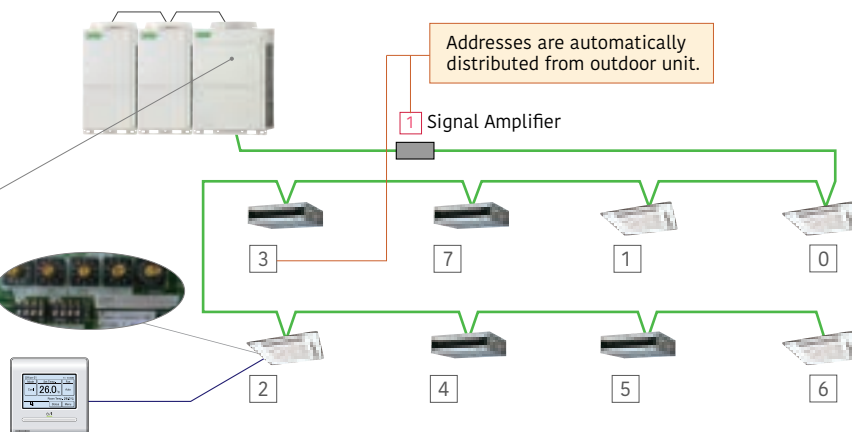 Addresses are automatically
distributed from outdoor unit.
1 Signal Amplifier
3 7 1 0
26.0
2 4 5 6